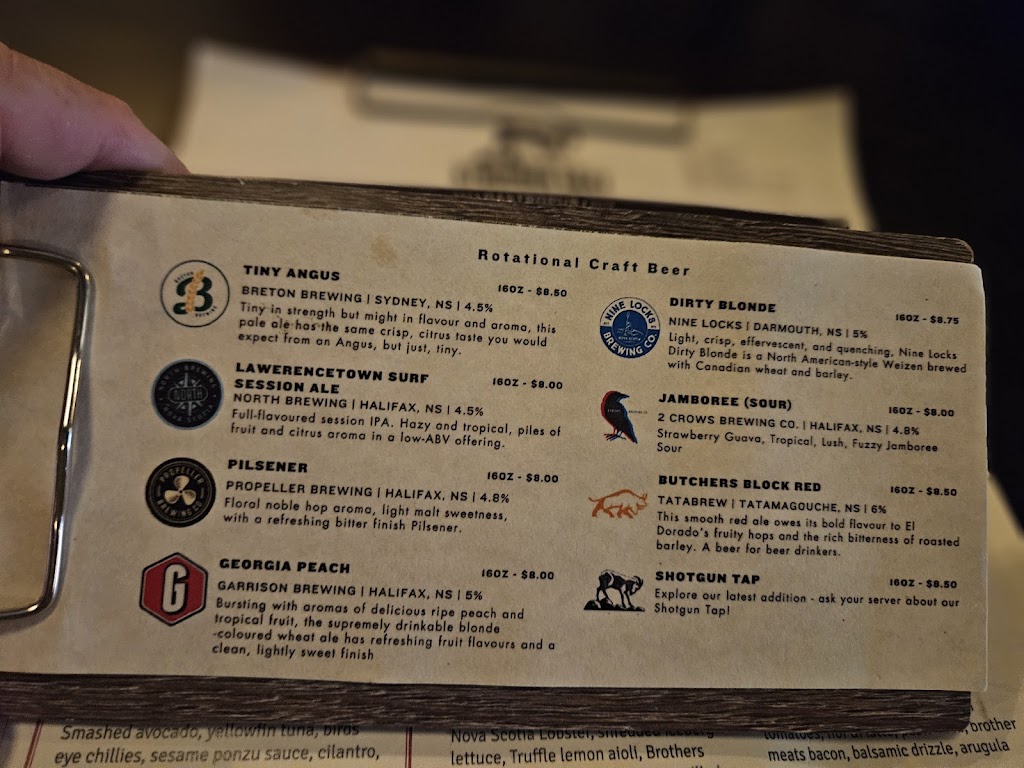 Rotational Craft Beer
BRETON
B
BREWING
TINY ANGUS
16OZ - $8.50
BRETON BREWING | SYDNEY, NS | 4.5%
Tiny in strength but might in flavour and aroma, this
pale ale has the same crisp, citrus taste you would
expect from an Angus, but just, tiny.
NORTH
LAWERENCETOWN SURF
SESSION ALE
16OZ - $8.00
NORTH BREWING | HALIFAX, NS | 4.5%
Full-flavoured session IPA. Hazy and tropical, piles of
fruit and citrus aroma in a low-ABV offering.
PROPELLER
BREWING CO
PILSENER
16OZ - $8.00
PROPELLER BREWING | HALIFAX, NS | 4.8%
Floral noble hop aroma, light malt sweetness,
with a refreshing bitter finish Pilsener.
G
GEORGIA PEACH
16OZ - $8.00
GARRISON BREWING | HALIFAX, NS | 5%
Bursting with aromas of delicious ripe peach and
tropical fruit, the supremely drinkable blonde
-coloured wheat ale has refreshing fruit flavours and a
clean, lightly sweet finish
NINE LOCKS
BREWING CO.
DIRTY BLONDE
16OZ - $8.75
NINE LOCKS | DARMOUTH, NS | 5%
Light, crisp, effervescent, and quenching, Nine Locks
Dirty Blonde is a North American-style Weizen brewed
with Canadian wheat and barley.
JAMBOREE (SOUR)
16OZ - $8.00
2 CROWS BREWING CO. | HALIFAX, NS | 4.8%
Strawberry Guava, Tropical, Lush, Fuzzy Jamboree
Sour
BUTCHERS BLOCK RED
16OZ - $8.50
TATABREW | TATAMAGOUCHE, NS | 6%
This smooth red ale owes its bold flavour to El
Dorado's fruity hops and the rich bitterness of roasted
barley. A beer for beer drinkers.
SHOTGUN TAP
16OZ - $8.50
Explore our latest addition - ask your server about our
Shotgun Tap!
Smashed avocado, yellowfin tuna, birds
eye chillies, sesame ponzu sauce, cilantro,
Nova Scotia Lobster, shredded iceberg
lettuce, Truffle lemon aioli, Brothers
tomatoes, brother
meats bacon, balsamic drizzle, arugula